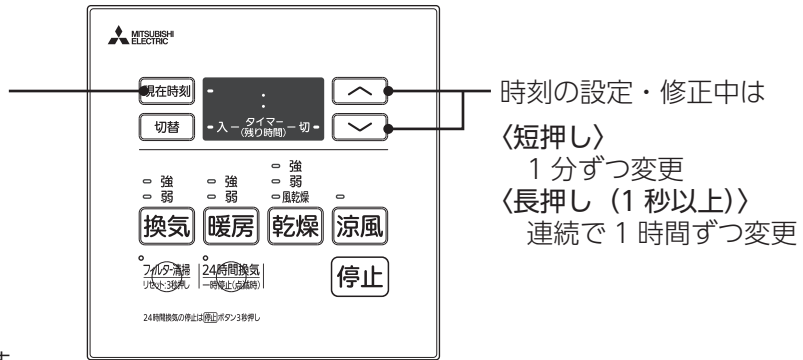 MITSUBISHI
ELECTRIC
現在時刻
切替
入 タイマー 切
(残り時間)
時刻の設定・修正中は
〈短押し〉
1 分ずつ変更
〈長押し（1 秒以上)〉
連続で 1 時間ずつ変更
強
強 強 弱
弱 弱 風乾燥
換気 暖房 乾燥 涼風
フィルター清掃 24時間換気
リセット:3秒押し 一時停止(点滅時)
停止
24時間換気の停止は停止ボタン3秒押し